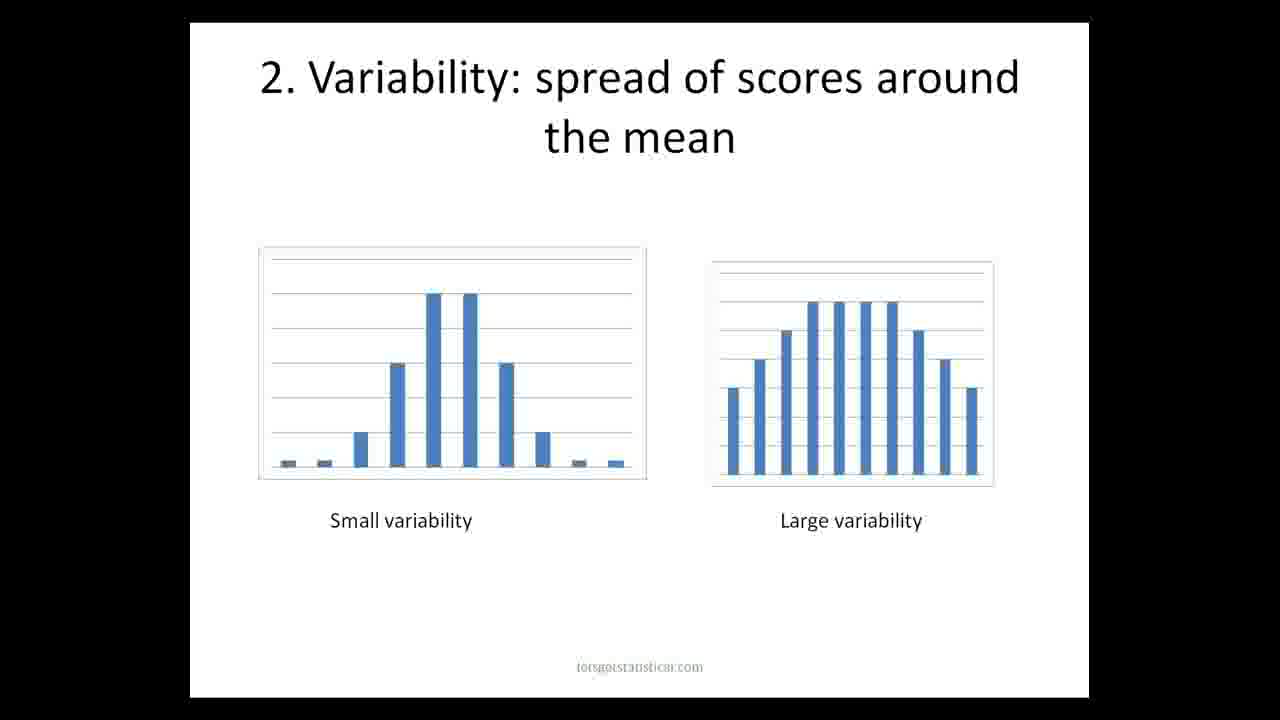 2. Variability: spread of scores around
the mean
Small variability
Large variability